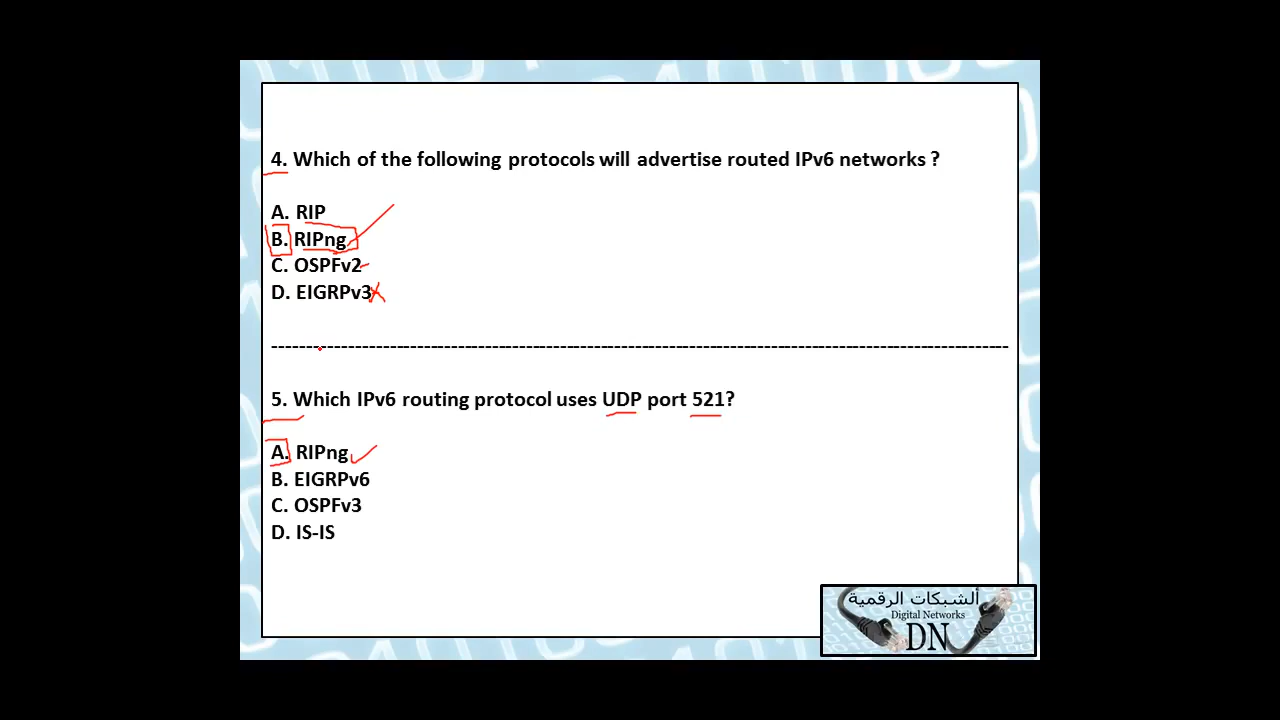 4. Which of the following protocols will advertise routed IPv6 networks ?
A. RIP
B. RIPng
C. OSPFv2
D. EIGRPv3
--------------------------------------------------------------------------------------------------------
5. Which IPv6 routing protocol uses UDP port 521?
A. RIPng
B. EIGRPv6
C. OSPFv3
D. IS-IS
ألشبكات الرقمية
Digital Networks
DN